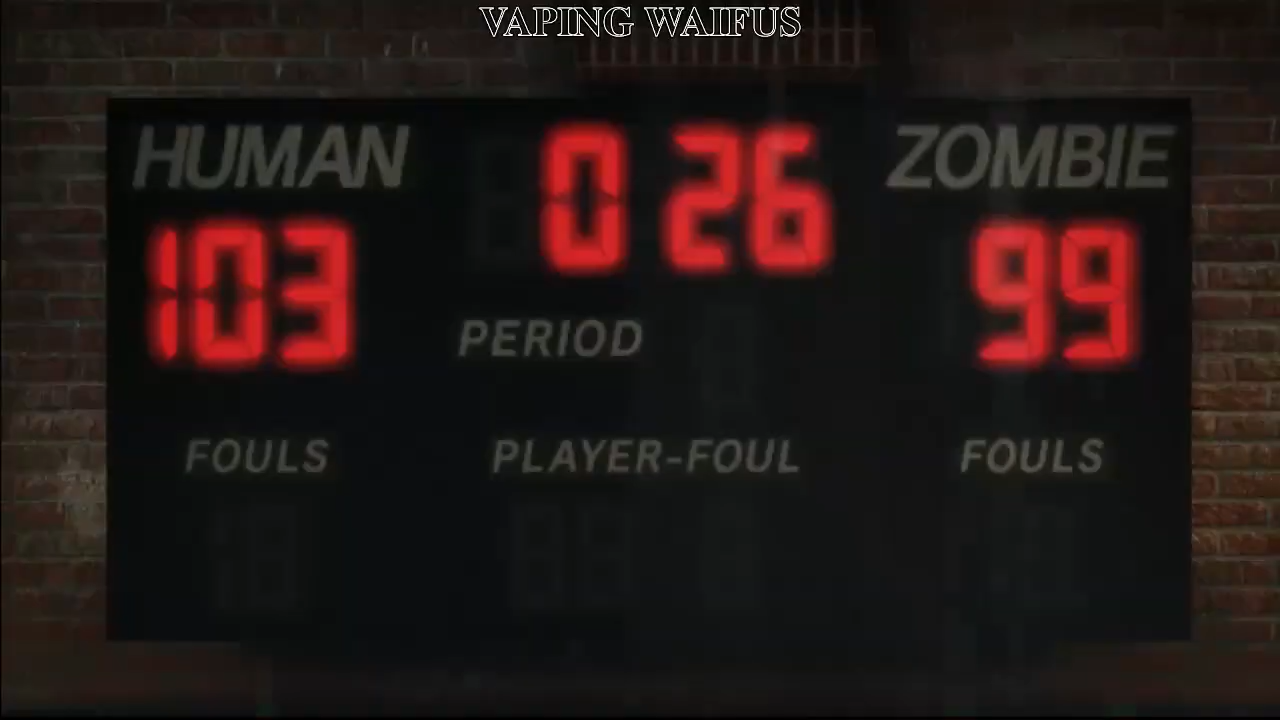 VAPING WAIFUS
HUMAN 0 26 ZOMBIE
103 99
PERIOD
FOULS PLAYER-FOUL FOULS